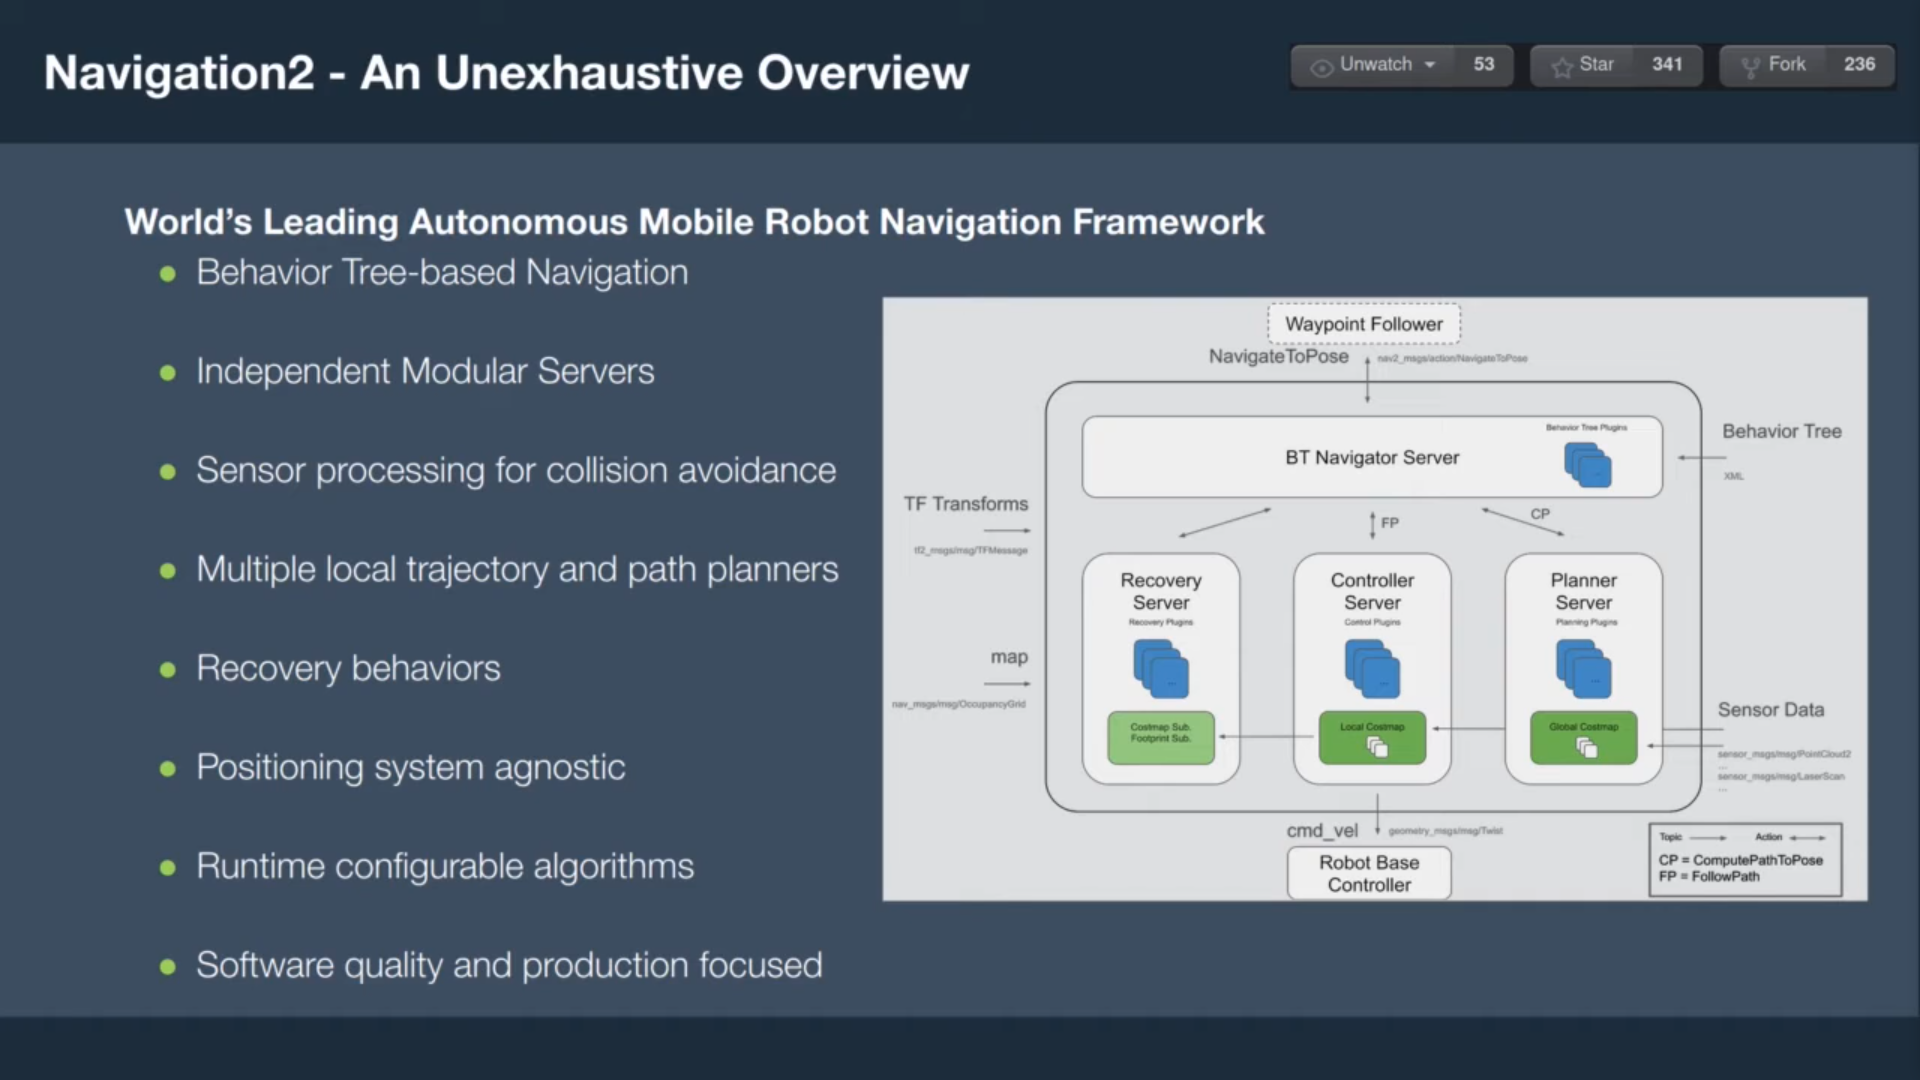 Navigation2 - An Unexhaustive Overview
Unwatch 53
Star 341
Fork 236
World's Leading Autonomous Mobile Robot Navigation Framework
Behavior Tree-based Navigation
Independent Modular Servers
Sensor processing for collision avoidance
Multiple local trajectory and path planners
Recovery behaviors
Positioning system agnostic
Runtime configurable algorithms
Software quality and production focused
Waypoint Follower
NavigateToPose
nav2_msgs/action/NavigateToPose
Behavior Tree Plugins
BT Navigator Server
...
Behavior Tree
XML
TF Transforms
tf2_msgs/msg/TFMessage
FP
CP
Recovery
Server
Recovery Plugins
...
Costmap Sub.
Footprint Sub.
Controller
Server
Control Plugins
...
Local Costmap
Planner
Server
Planning Plugins
...
Global Costmap
map
nav_msgs/msg/OccupancyGrid
Sensor Data
sensor_msgs/msg/PointCloud2
...
sensor_msgs/msg/LaserScan
...
cmd_vel
geometry_msgs/msg/Twist
Robot Base
Controller
Topic
Action
CP = ComputePathToPose
FP = FollowPath